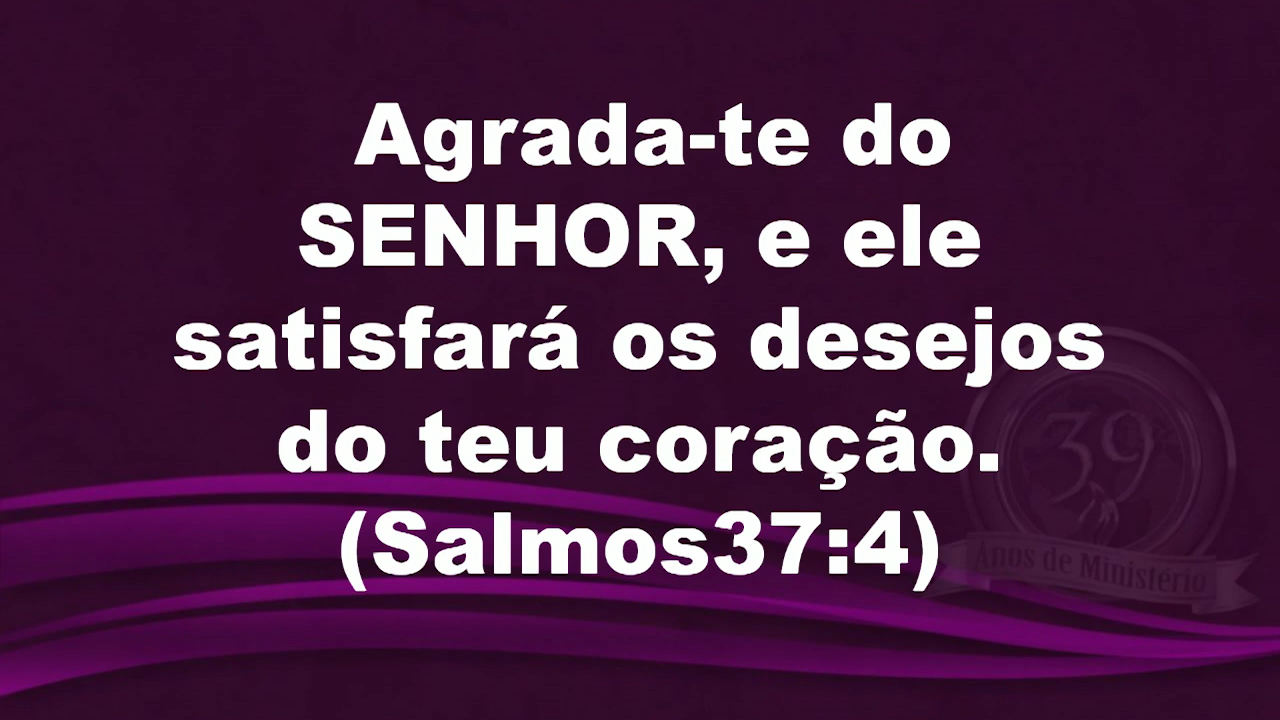 Agrada-te do
SENHOR, e ele
satisfará os desejos
do teu coração.
(Salmos37:4)
39
Anos de Ministério